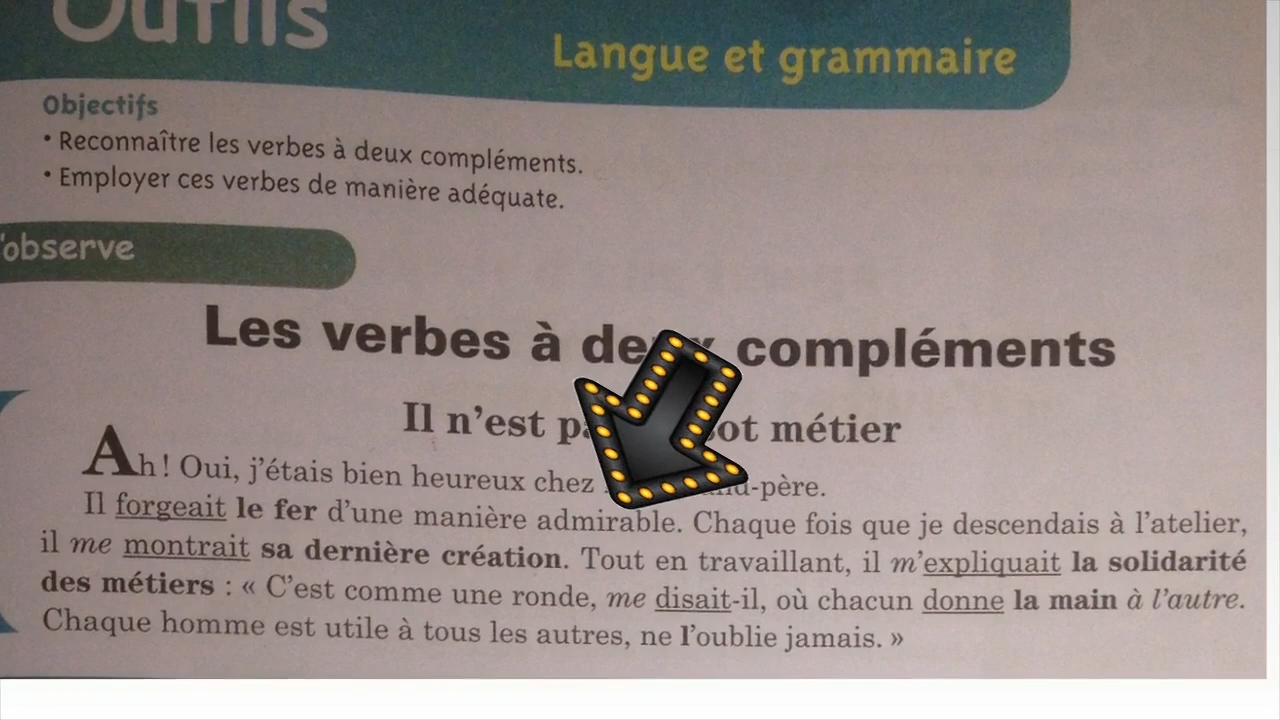 Outils
Langue et grammaire
Objectifs
• Reconnaître les verbes à deux compléments.
• Employer ces verbes de manière adéquate.
'observe
Les verbes à deux compléments
Il n'est métier
Ah ! Oui, j'étais bien heureux chez
Il forgeait le fer d'une manière admirable. Chaque fois que je descendais à l'atelier,
il me montrait sa dernière création. Tout en travaillant, il m'expliquait la solidarité
des métiers : « C'est comme une ronde, me disait-il, où chacun donne la main à l'autre.
Chaque homme est utile à tous les autres, ne l'oublie jamais. »